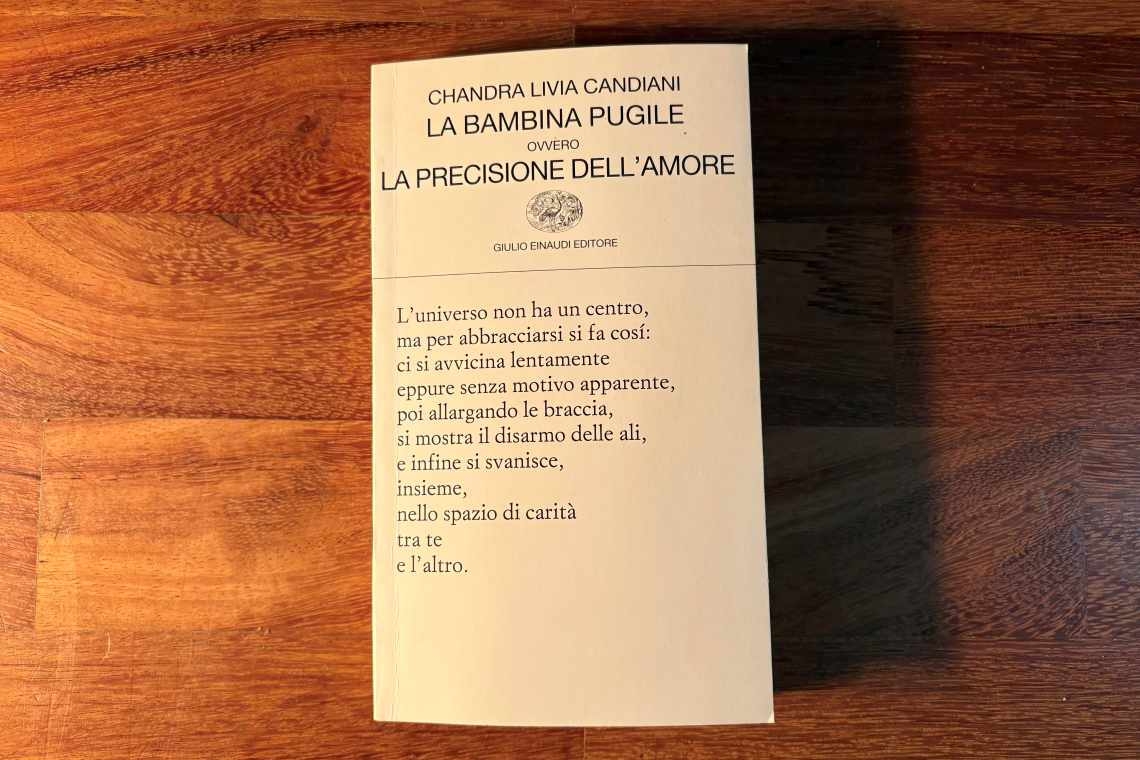 CHANDRA LIVIA CANDIANI
LA BAMBINA PUGILE
OVVERO
LA PRECISIONE DELL'AMORE
GIULIO EINAUDI EDITORE
L'universo non ha un centro,
ma per abbracciarsi si fa cosí:
ci si avvicina lentamente
eppure senza motivo apparente,
poi allargando le braccia,
si mostra il disarmo delle ali,
e infine si svanisce,
insieme,
nello spazio di carità
tra te
e l'altro.